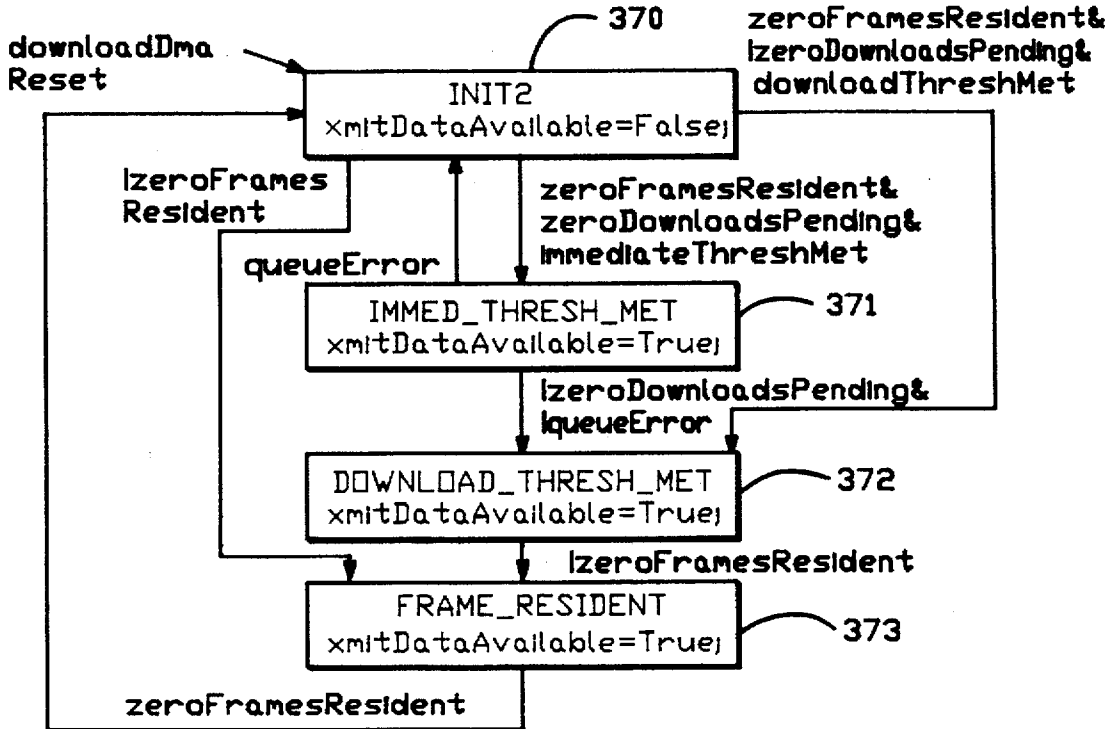 370
zeroFramesResident&
!zeroDownloadsPending&
downloadThreshMet
downloadDma
Reset
INIT2
xmitDataAvailable=False;
!zeroFrames
Resident
zeroFramesResident&
zeroDownloadsPending&
immediateThreshMet
queueError
IMMED_THRESH_MET
xmitDataAvailable=True;
371
!zeroDownloadsPending&
!queueError
DOWNLOAD_THRESH_MET
xmitDataAvailable=True;
372
!zeroFramesResident
FRAME_RESIDENT
xmitDataAvailable=True;
373
zeroFramesResident